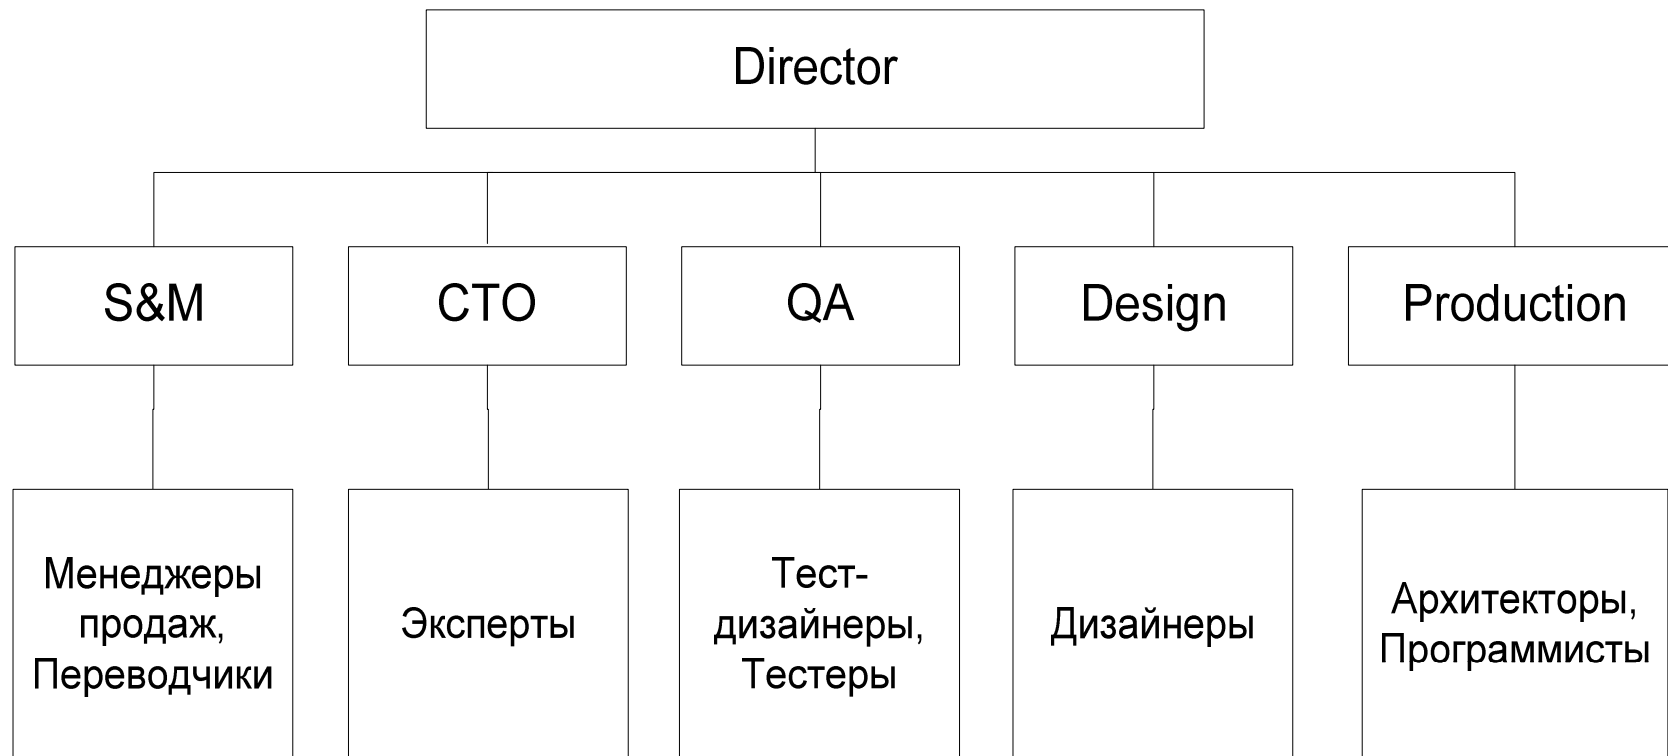 Director
S&M
CTO
QA
Design
Production
Менеджеры
продаж,
Переводчики
Эксперты
Тест-
дизайнеры,
Тестеры
Дизайнеры
Архитекторы,
Программисты